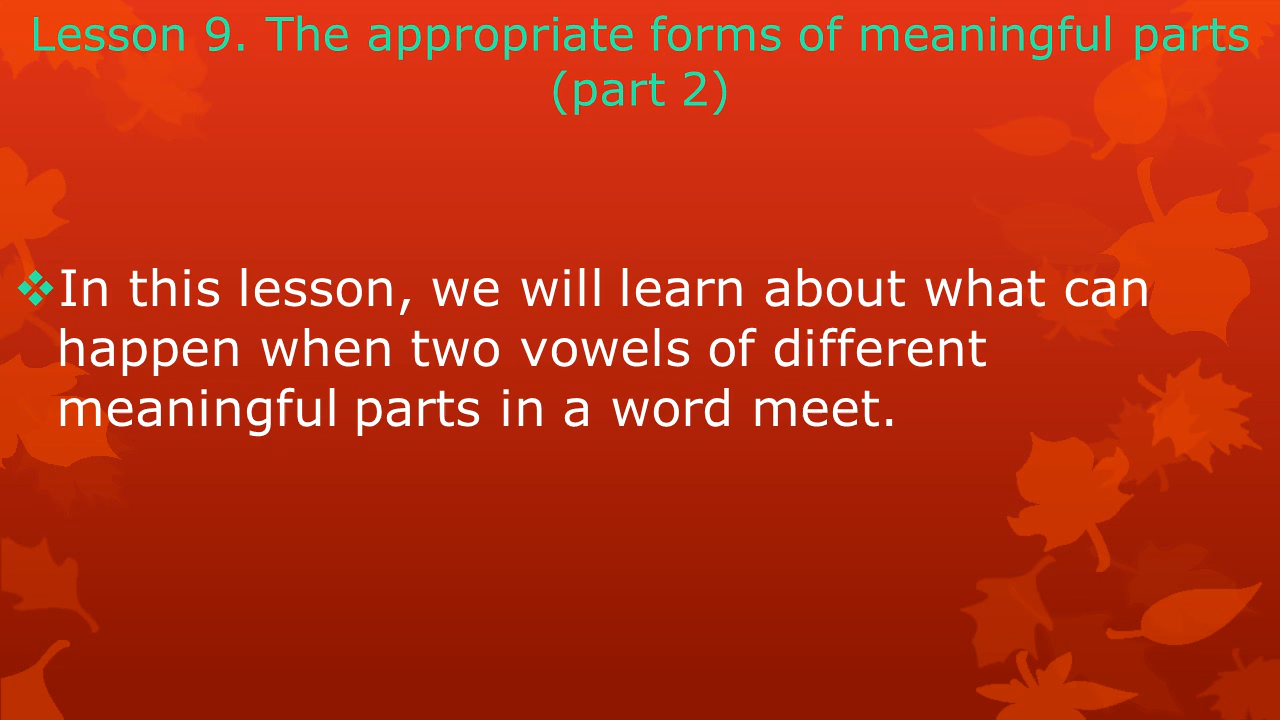 Lesson 9. The appropriate forms of meaningful parts
(part 2)
❖In this lesson, we will learn about what can
happen when two vowels of different
meaningful parts in a word meet.